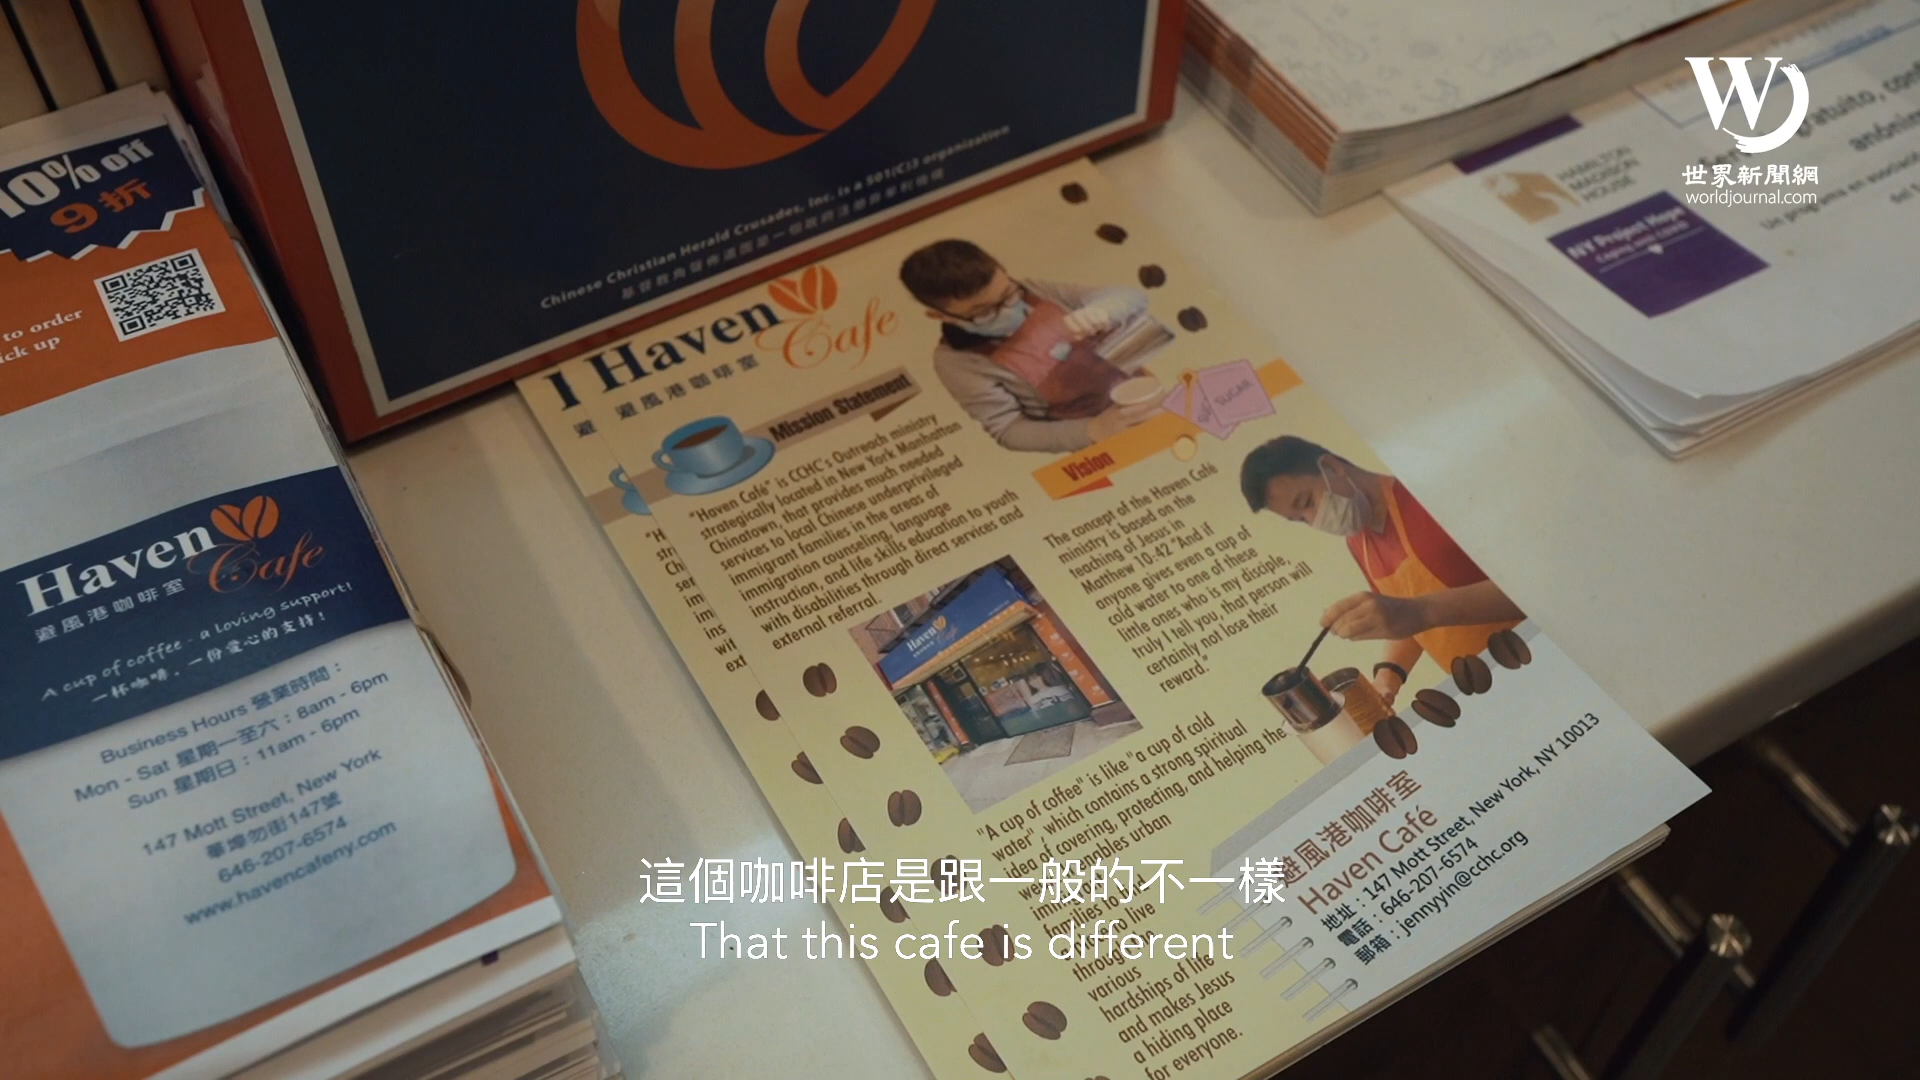 10% off
9折
to order
ick up
Haven
Cafe
避風港咖啡室
A cup of coffee - a loving support!
一杯咖啡，一份愛心的支持！
Business Hours 營業時間：
Mon - Sat 星期一至六：8am - 6pm
Sun 星期日：11am - 6pm
147 Mott Street, New York
華埠勿街147號
646-207-6574
www.havencafeny.com
Chinese Christian Herald Crusades, Inc. is a 501(C)3 organization
Haven
Cafe
避風港咖啡室
Mission Statement
"Haven Café" is CCHC's Outreach ministry
strategically located in New York Manhattan
Chinatown, that provides much needed
services to local Chinese underprivileged
immigrant families in the areas of
immigration counseling, language
instruction, and life skills education to youth
with disabilities through direct services and
external referral.
SUGAR
Vision
The concept of the Haven Café
ministry is based on the
teaching of Jesus in
Matthew 10:42 "And if
anyone gives even a cup of
cold water to one of these
little ones who is my disciple,
truly I tell you, that person will
certainly not lose their
reward."
Haven
Cafe
"A cup of coffee" is like "a cup of cold
water", which contains a strong spiritual
idea of covering, protecting, and helping the
enables urban
families to
to live
through
various
hardships of life
and makes Jesus
a hiding place
for everyone.
避風港咖啡室
Haven Café
地址：147 Mott Street, New York, NY 10013
電話：646-207-6574
郵箱：jennyyin@cchc.org
HAMILTON
MADISON
HOUSE
NY Project Hope
W
世界新聞網
worldjournal.com
這個咖啡店是跟一般的不一樣
That this cafe is different